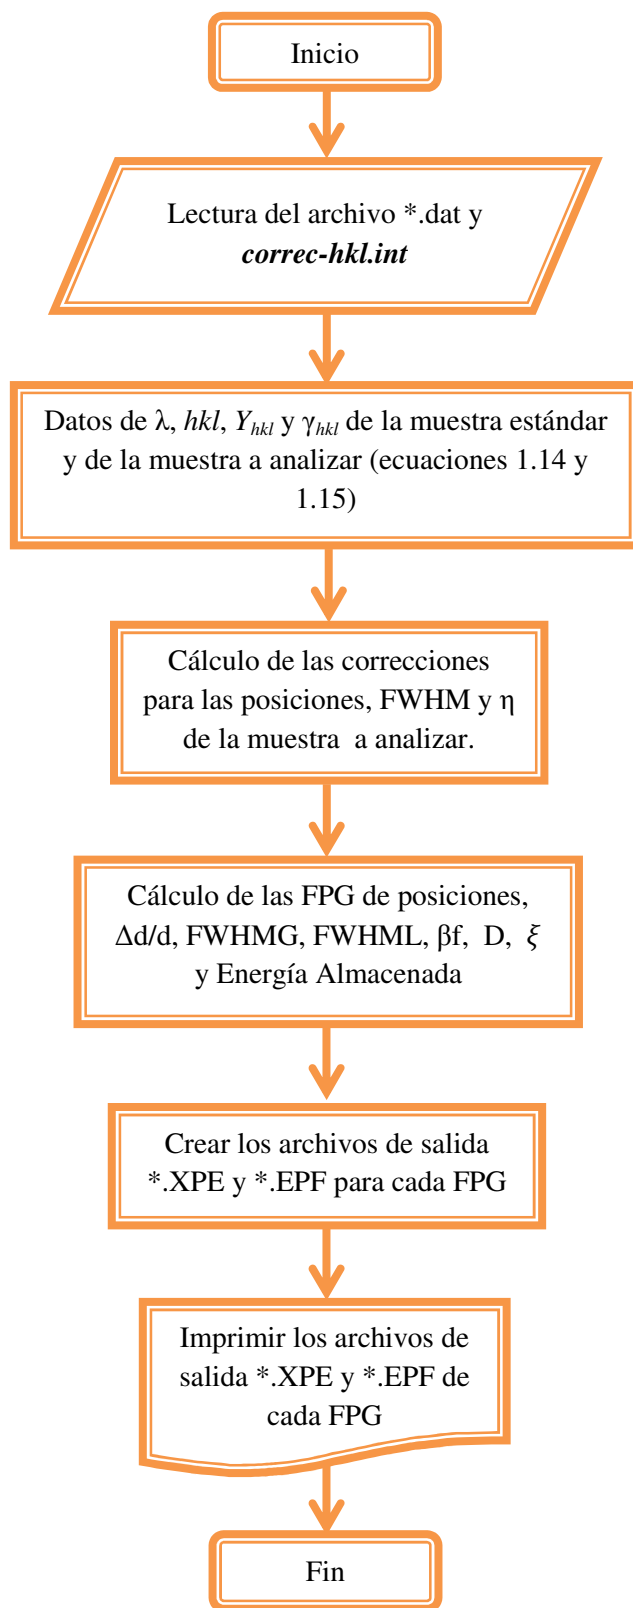 Inicio
Lectura del archivo *.dat y
correc-hkl.int
Datos de λ, hkl, Yhkl y γhkl de la muestra estándar
y de la muestra a analizar (ecuaciones 1.14 y
1.15)
Cálculo de las correcciones
para las posiciones, FWHM y η
de la muestra a analizar.
Cálculo de las FPG de posiciones,
Δd/d, FWHMG, FWHML, βf, D, ξ
y Energía Almacenada
Crear los archivos de salida
*.XPE y *.EPF para cada FPG
Imprimir los archivos de
salida *.XPE y *.EPF de
cada FPG
Fin